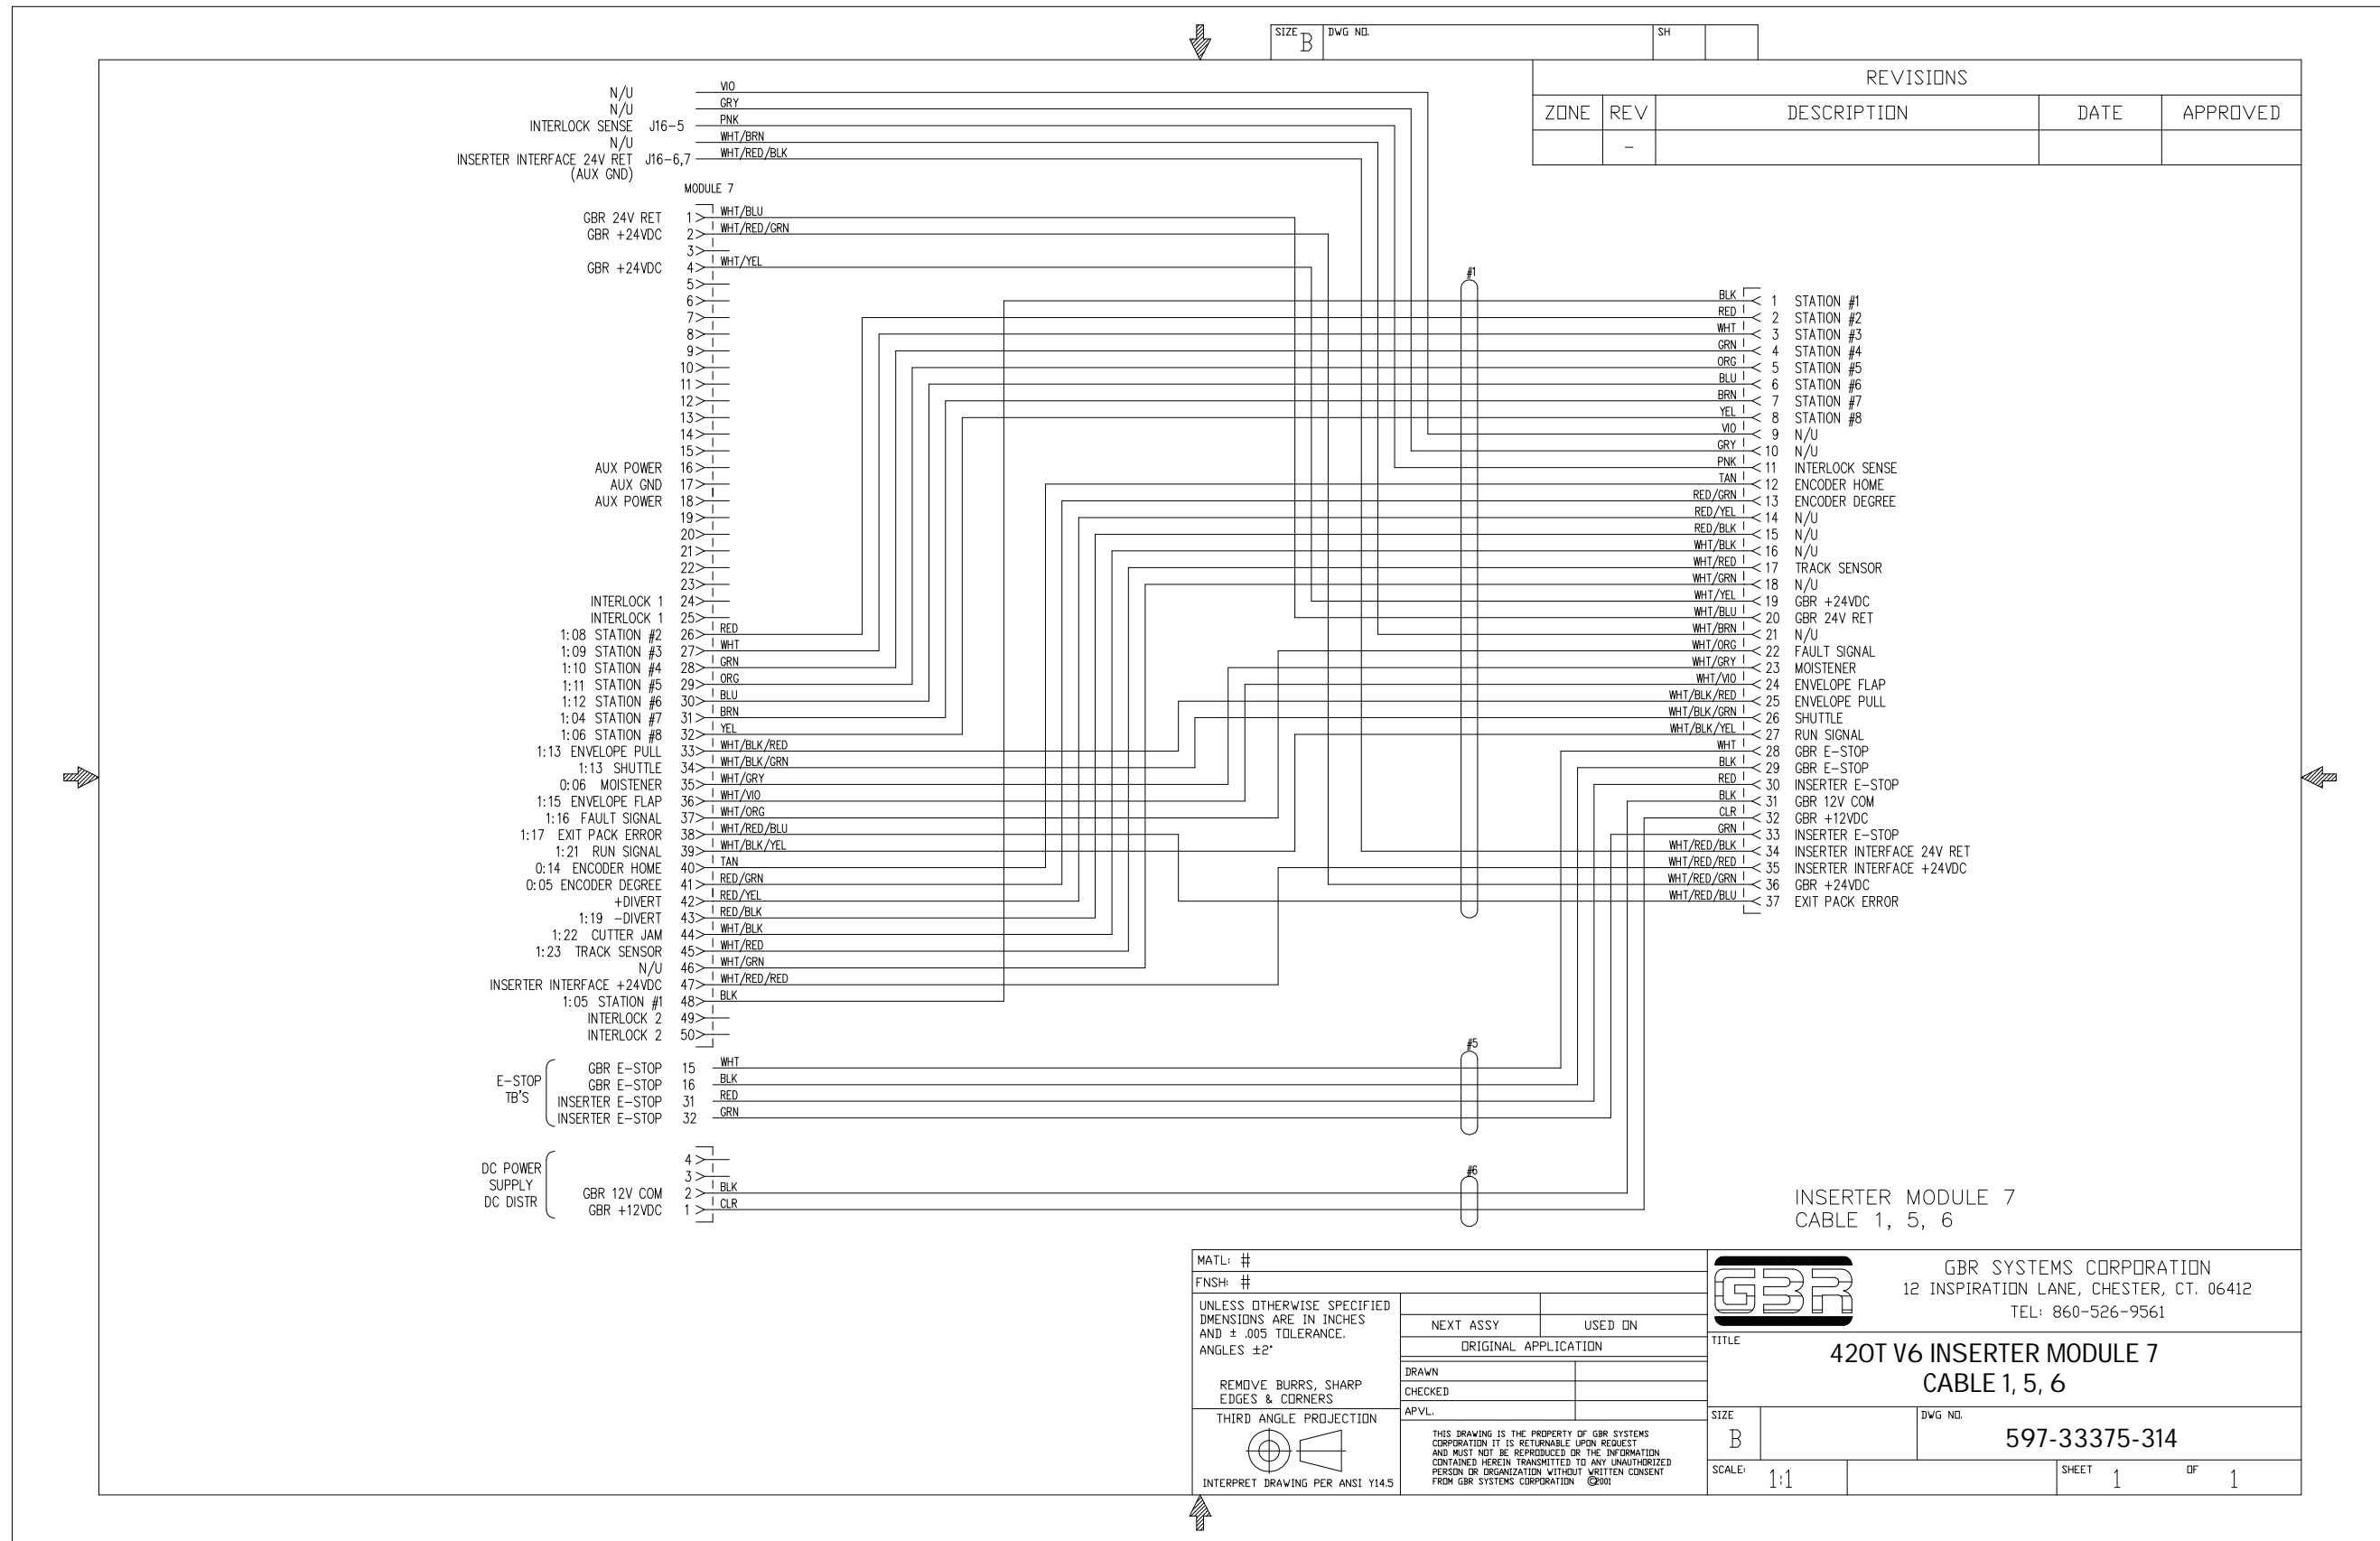 SIZE B DWG NO. SH
REVISIONS
ZONE REV DESCRIPTION DATE APPROVED
-
N/U VIO
N/U GRY
INTERLOCK SENSE J16-5 PNK
N/U WHT/BRN
INSERTER INTERFACE 24V RET J16-6,7 WHT/RED/BLK
(AUX GND)
MODULE 7
GBR 24V RET 1 WHT/BLU
GBR +24VDC 2 WHT/RED/GRN
3
GBR +24VDC 4 WHT/YEL
5
6
7
8
9
10
11
12
13
14
15
AUX POWER 16
AUX GND 17
AUX POWER 18
19
20
21
22
23
INTERLOCK 1 24
INTERLOCK 1 25
1:08 STATION #2 26 RED
1:09 STATION #3 27 WHT
1:10 STATION #4 28 GRN
1:11 STATION #5 29 ORG
1:12 STATION #6 30 BLU
1:04 STATION #7 31 BRN
1:06 STATION #8 32 YEL
1:13 ENVELOPE PULL 33 WHT/BLK/RED
1:13 SHUTTLE 34 WHT/BLK/GRN
0:06 MOISTENER 35 WHT/GRY
1:15 ENVELOPE FLAP 36 WHT/VIO
1:16 FAULT SIGNAL 37 WHT/ORG
1:17 EXIT PACK ERROR 38 WHT/RED/BLU
1:21 RUN SIGNAL 39 WHT/BLK/YEL
0:14 ENCODER HOME 40 TAN
0:05 ENCODER DEGREE 41 RED/GRN
+DIVERT 42 RED/YEL
1:19 -DIVERT 43 RED/BLK
1:22 CUTTER JAM 44 WHT/BLK
1:23 TRACK SENSOR 45 WHT/RED
N/U 46 WHT/GRN
INSERTER INTERFACE +24VDC 47 WHT/RED/RED
1:05 STATION #1 48 BLK
INTERLOCK 2 49
INTERLOCK 2 50
E-STOP
TB'S
GBR E-STOP 15 WHT
GBR E-STOP 16 BLK
INSERTER E-STOP 31 RED
INSERTER E-STOP 32 GRN
DC POWER
SUPPLY
DC DISTR
4
3
GBR 12V COM 2 BLK
GBR +12VDC 1 CLR
#1
#5
#6
BLK 1 STATION #1
RED 2 STATION #2
WHT 3 STATION #3
GRN 4 STATION #4
ORG 5 STATION #5
BLU 6 STATION #6
BRN 7 STATION #7
YEL 8 STATION #8
VIO 9 N/U
GRY 10 N/U
PNK 11 INTERLOCK SENSE
TAN 12 ENCODER HOME
RED/GRN 13 ENCODER DEGREE
RED/YEL 14 N/U
RED/BLK 15 N/U
WHT/BLK 16 N/U
WHT/RED 17 TRACK SENSOR
WHT/GRN 18 N/U
WHT/YEL 19 GBR +24VDC
WHT/BLU 20 GBR 24V RET
WHT/BRN 21 N/U
WHT/ORG 22 FAULT SIGNAL
WHT/GRY 23 MOISTENER
WHT/VIO 24 ENVELOPE FLAP
WHT/BLK/RED 25 ENVELOPE PULL
WHT/BLK/GRN 26 SHUTTLE
WHT/BLK/YEL 27 RUN SIGNAL
WHT 28 GBR E-STOP
BLK 29 GBR E-STOP
RED 30 INSERTER E-STOP
BLK 31 GBR 12V COM
CLR 32 GBR +12VDC
GRN 33 INSERTER E-STOP
WHT/RED/BLK 34 INSERTER INTERFACE 24V RET
WHT/RED/RED 35 INSERTER INTERFACE +24VDC
WHT/RED/GRN 36 GBR +24VDC
WHT/RED/BLU 37 EXIT PACK ERROR
INSERTER MODULE 7
CABLE 1, 5, 6
MATL: #
FNSH: #
UNLESS OTHERWISE SPECIFIED
DMENSIONS ARE IN INCHES
AND ± .005 TOLERANCE.
ANGLES ±2°
REMOVE BURRS, SHARP
EDGES & CORNERS
THIRD ANGLE PROJECTION
INTERPRET DRAWING PER ANSI Y14.5
NEXT ASSY USED ON
ORIGINAL APPLICATION
DRAWN
CHECKED
APVL.
THIS DRAWING IS THE PROPERTY OF GBR SYSTEMS
CORPORATION IT IS RETURNABLE UPON REQUEST
AND MUST NOT BE REPRODUCED OR THE INFORMATION
CONTAINED HEREIN TRANSMITTED TO ANY UNAUTHORIZED
PERSON OR ORGANIZATION WITHOUT WRITTEN CONSENT
FROM GBR SYSTEMS CORPORATION ©2001
GBR
GBR SYSTEMS CORPORATION
12 INSPIRATION LANE, CHESTER, CT. 06412
TEL: 860-526-9561
TITLE
420T V6 INSERTER MODULE 7
CABLE 1, 5, 6
SIZE B DWG NO. 597-33375-314
SCALE: 1:1 SHEET 1 OF 1